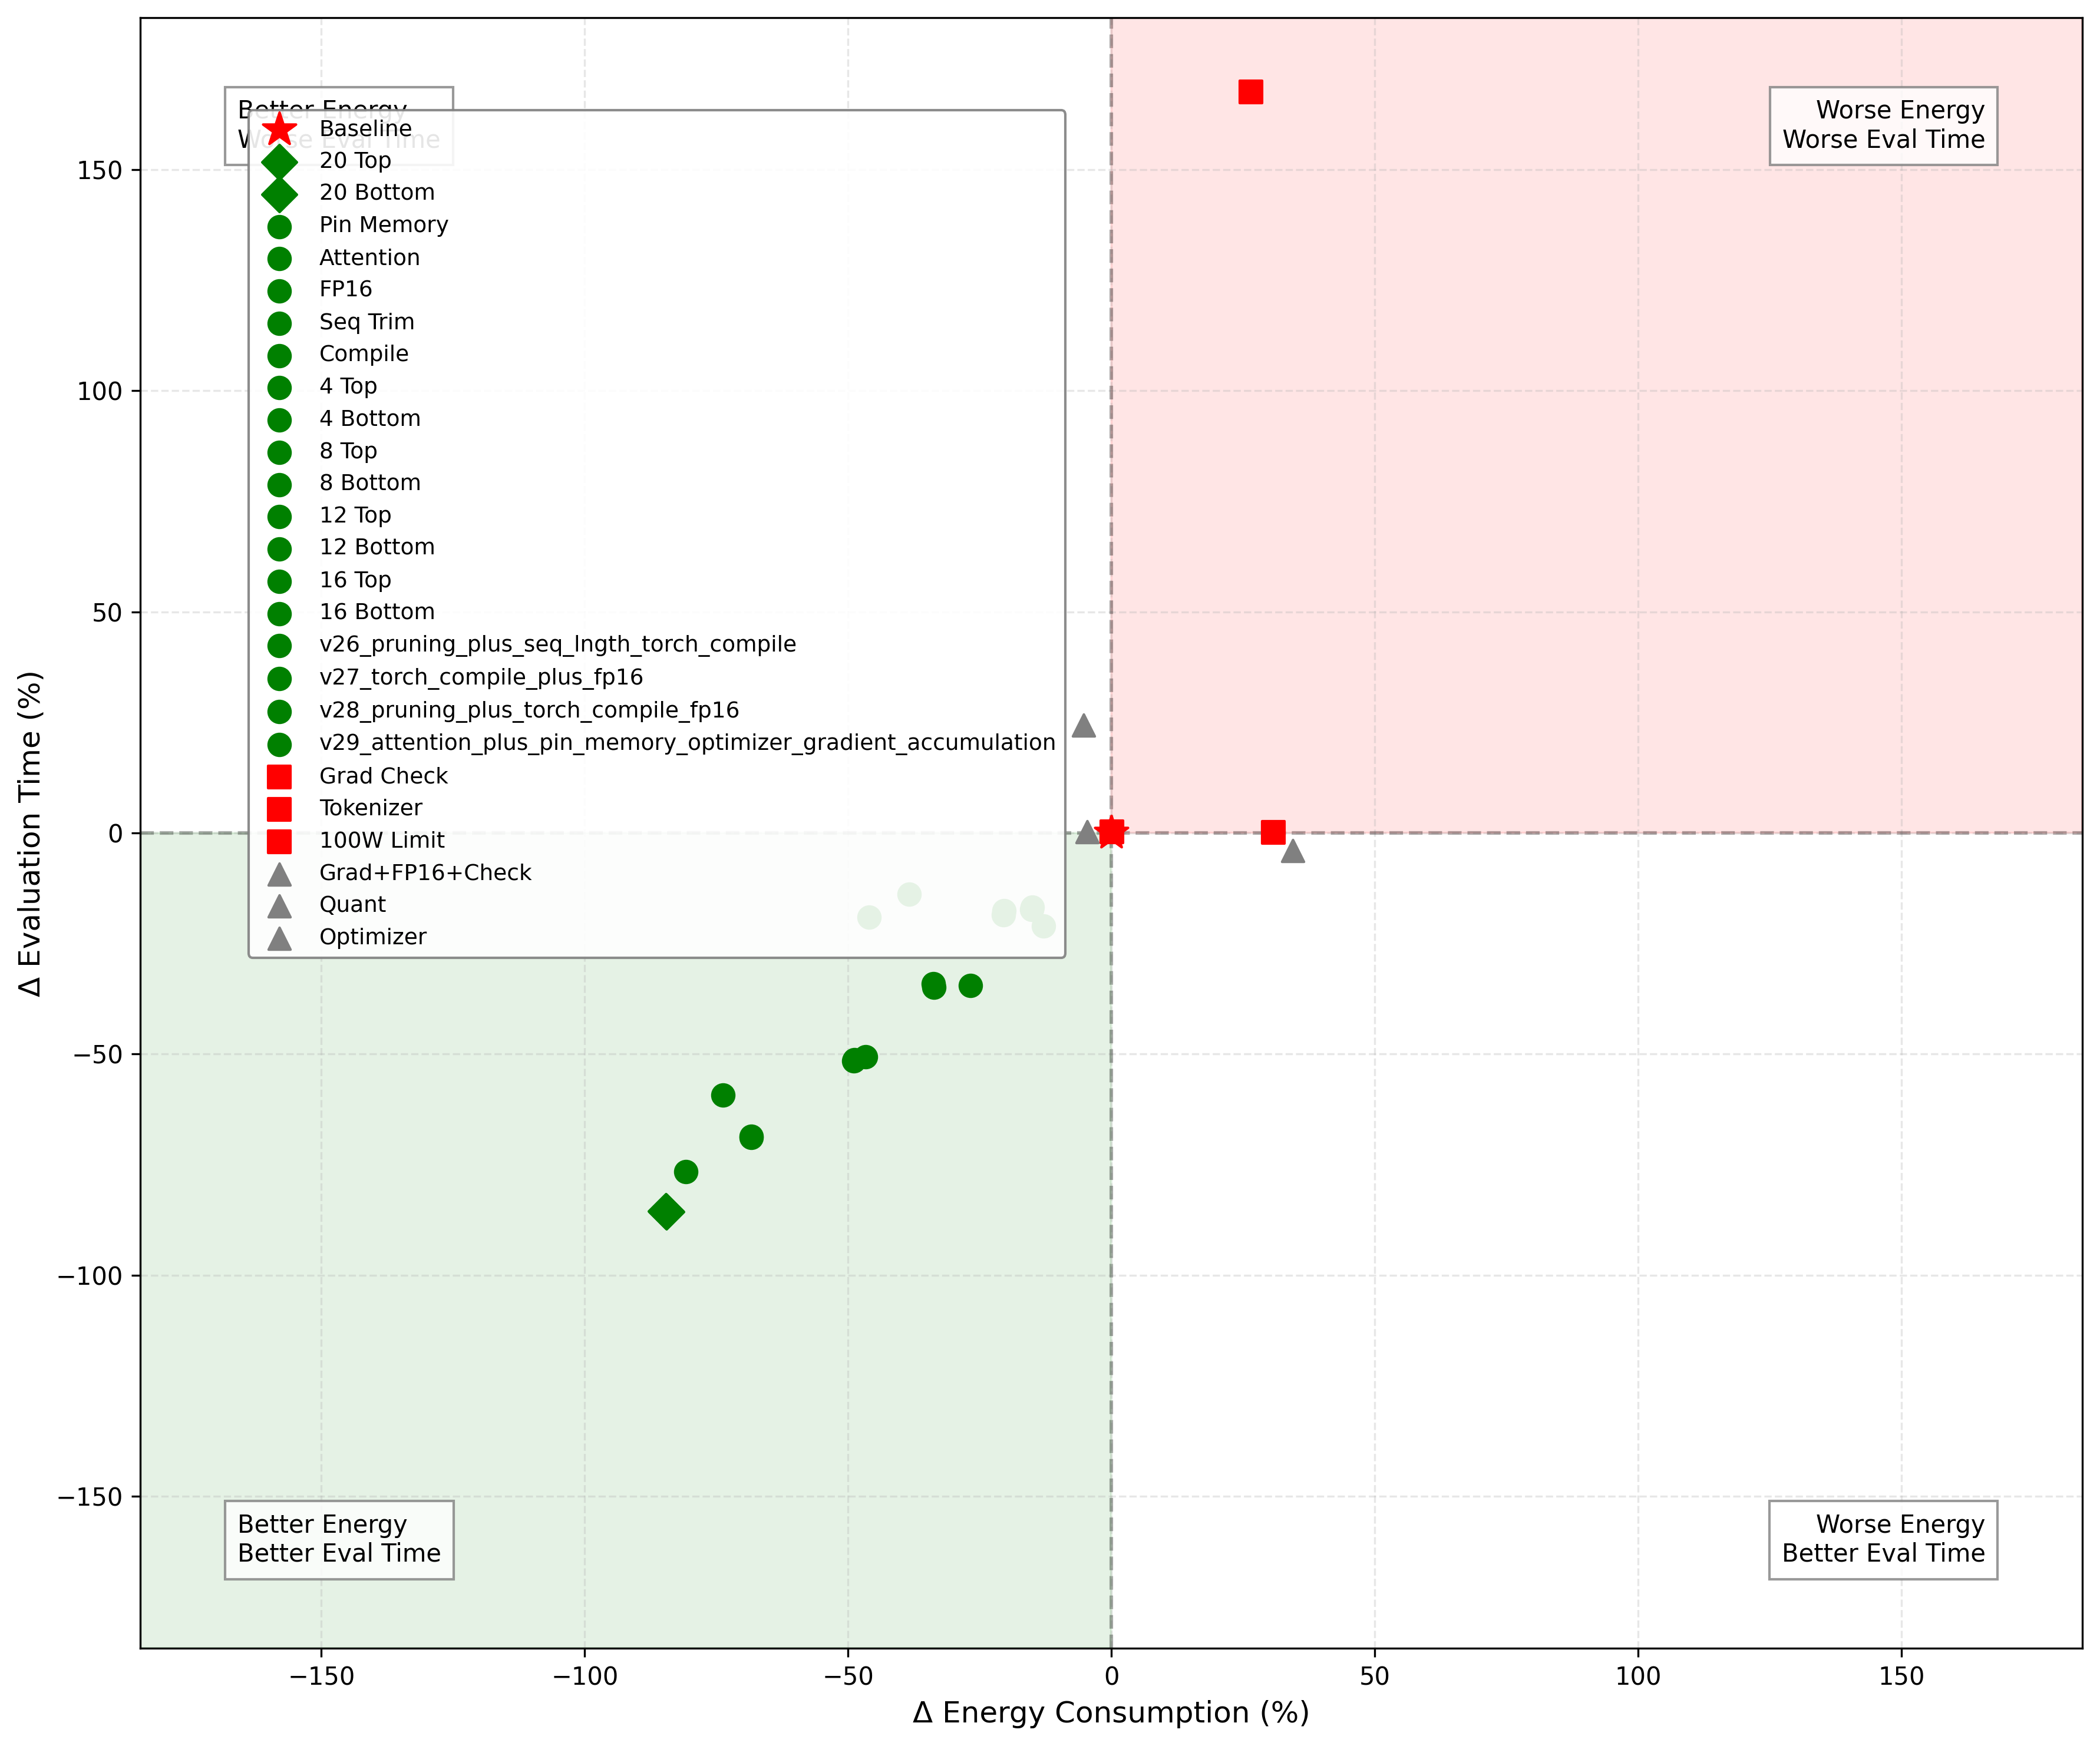 Better Energy
Worse Eval Time
Worse Energy
Worse Eval Time
Baseline
20 Top
20 Bottom
Pin Memory
Attention
FP16
Seq Trim
Compile
4 Top
4 Bottom
8 Top
8 Bottom
12 Top
12 Bottom
16 Top
16 Bottom
v26_pruning_plus_seq_lngth_torch_compile
v27_torch_compile_plus_fp16
v28_pruning_plus_torch_compile_fp16
v29_attention_plus_pin_memory_optimizer_gradient_accumulation
Grad Check
Tokenizer
100W Limit
Grad+FP16+Check
Quant
Optimizer
Better Energy
Better Eval Time
Worse Energy
Better Eval Time
150
100
50
0
−50
−100
−150
Δ Evaluation Time (%)
−150
−100
−50
0
50
100
150
Δ Energy Consumption (%)